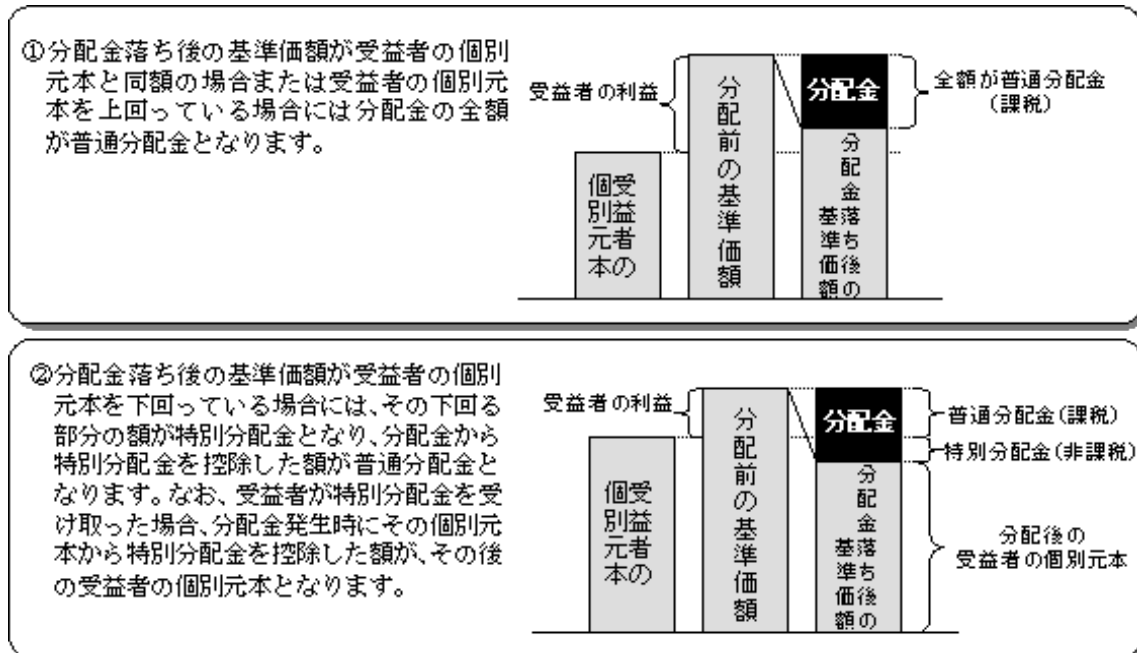 ①分配金落ち後の基準価額が受益者の個別
元本と同額の場合または受益者の個別元
本を上回っている場合には分配金の全額
が普通分配金となります。
受益者の利益
受益者の
個別元本
分配前の基準価額
分配金
分配金落ち後の
基準価額
全額が普通分配金
(課税)
②分配金落ち後の基準価額が受益者の個別
元本を下回っている場合には、その下回る
部分の額が特別分配金となり、分配金から
特別分配金を控除した額が普通分配金と
なります。なお、受益者が特別分配金を受
け取った場合、分配金発生時にその個別元
本から特別分配金を控除した額が、その後
の受益者の個別元本となります。
受益者の利益
受益者の
個別元本
分配前の基準価額
分配金
分配金落ち後の
基準価額
普通分配金(課税)
特別分配金(非課税)
分配後の
受益者の個別元本